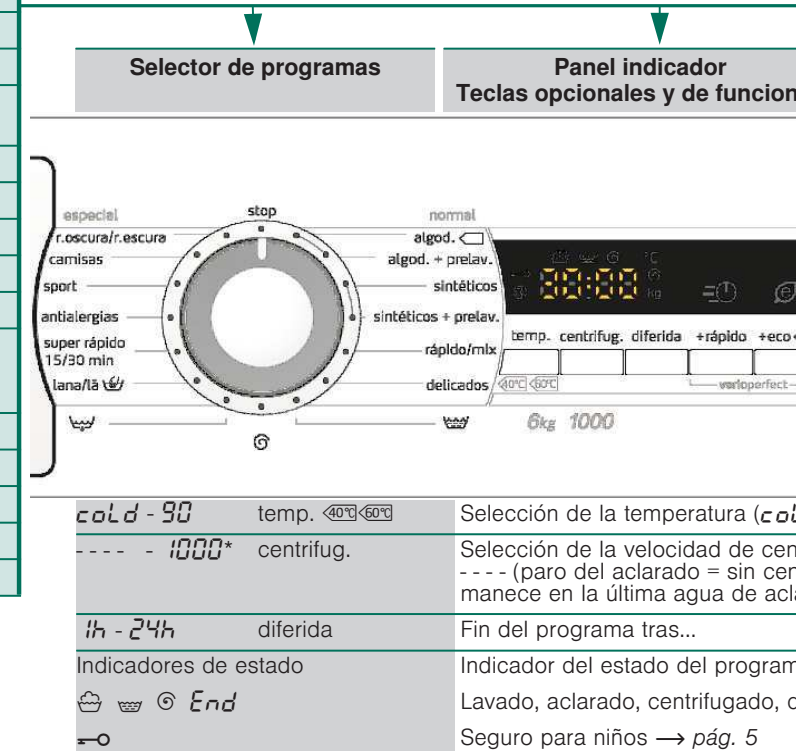 Selector de programas
Panel indicador
Teclas opcionales y de funcion
especial
stop
normal
r.oscura/r.escura
camisas
sport
antialergias
super rápido
15/30 min
lana/lã
algod.
algod. + prelav.
sintéticos
sintéticos + prelav.
rápido/mix
delicados
°C
30:00
kg
temp. centrifug. diferida +rápido +eco
40°C 60°C
varioperfect
6kg 1000
cold - 90 temp. 40°C 60°C Selección de la temperatura (col
---- - 1000* centrifug. Selección de la velocidad de cen
---- (paro del aclarado = sin cen
manece en la última agua de acla
1h - 24h diferida Fin del programa tras...
Indicadores de estado Indicador del estado del program
End Lavado, aclarado, centrifugado,
Seguro para niños → pág. 5